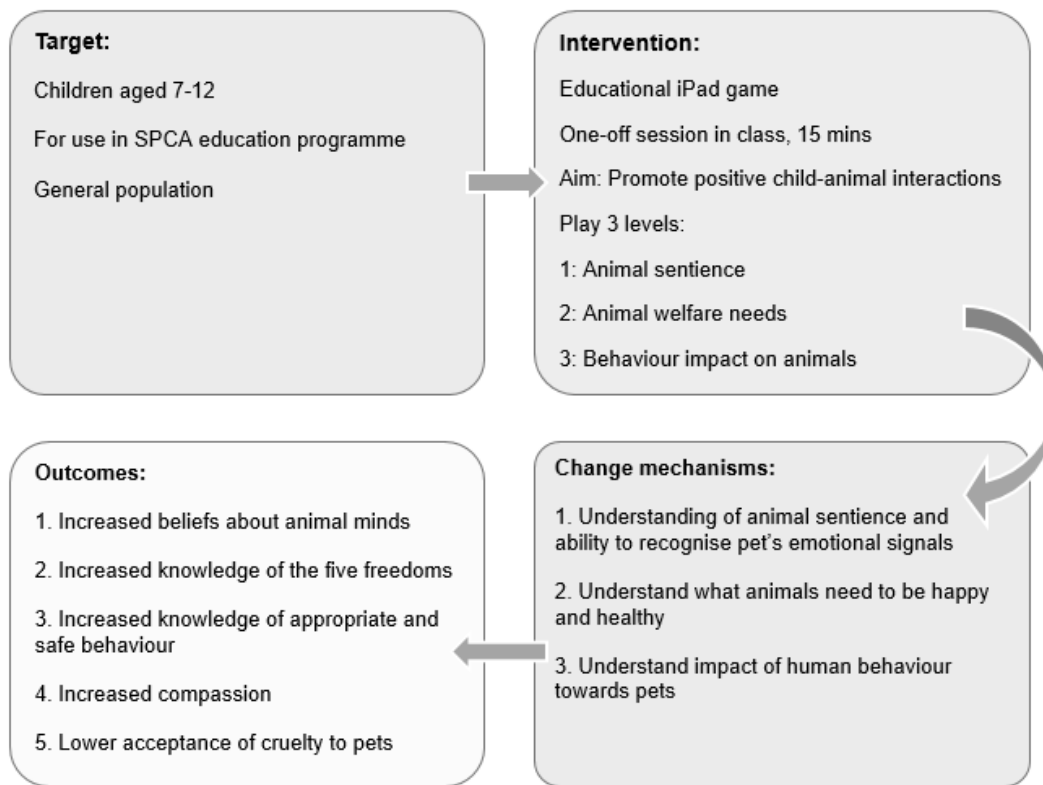 Target:
Children aged 7-12
For use in SPCA education programme
General population
Intervention:
Educational iPad game
One-off session in class, 15 mins
Aim: Promote positive child-animal interactions
Play 3 levels:
1: Animal sentience
2: Animal welfare needs
3: Behaviour impact on animals
Change mechanisms:
1. Understanding of animal sentience and
ability to recognise pet's emotional signals
2. Understand what animals need to be happy
and healthy
3. Understand impact of human behaviour
towards pets
Outcomes:
1. Increased beliefs about animal minds
2. Increased knowledge of the five freedoms
3. Increased knowledge of appropriate and
safe behaviour
4. Increased compassion
5. Lower acceptance of cruelty to pets